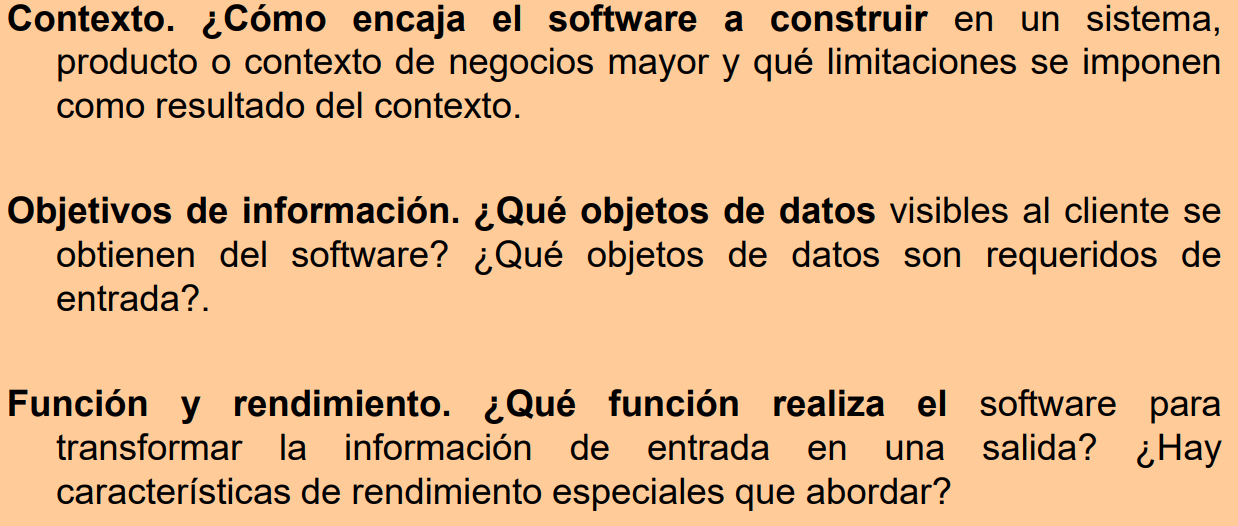 Contexto. ¿Cómo encaja el software a construir en un sistema,
producto o contexto de negocios mayor y qué limitaciones se imponen
como resultado del contexto.
Objetivos de información. ¿Qué objetos de datos visibles al cliente se
obtienen del software? ¿Qué objetos de datos son requeridos de
entrada?.
Función y rendimiento. ¿Qué función realiza el software para
transformar la información de entrada en una salida? ¿Hay
características de rendimiento especiales que abordar?